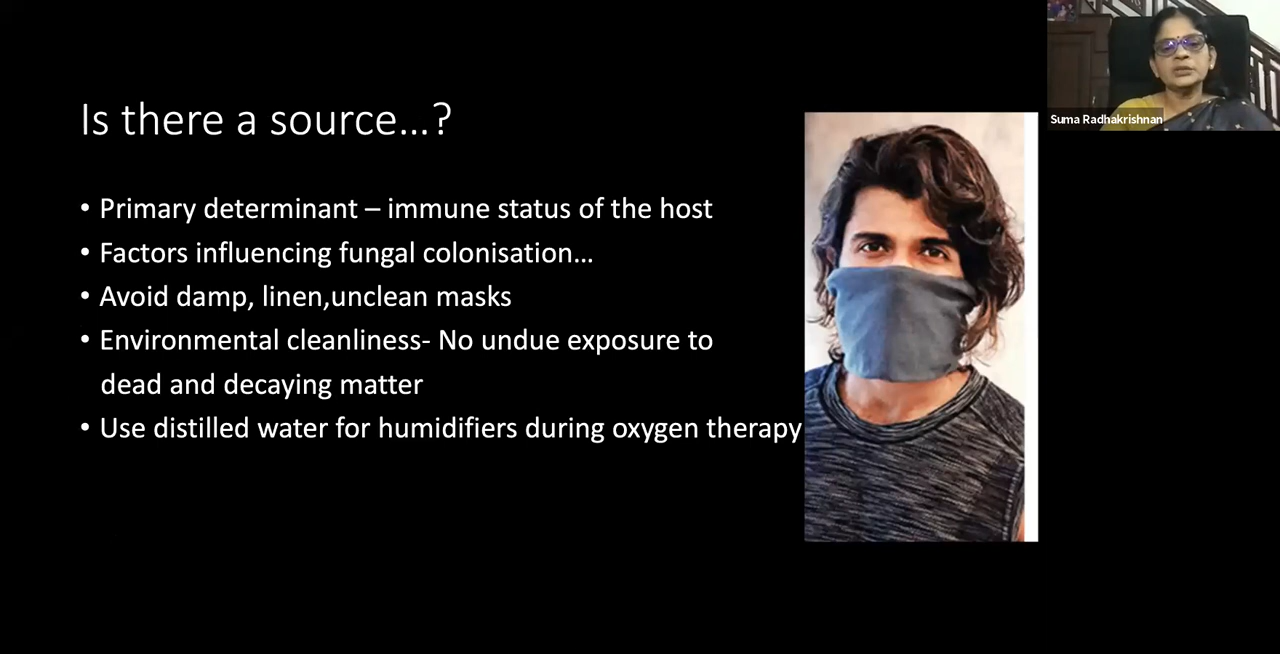 Is there a source...?
• Primary determinant – immune status of the host
• Factors influencing fungal colonisation...
• Avoid damp, linen,unclean masks
• Environmental cleanliness- No undue exposure to
dead and decaying matter
• Use distilled water for humidifiers during oxygen therapy
Suma Radhakrishnan